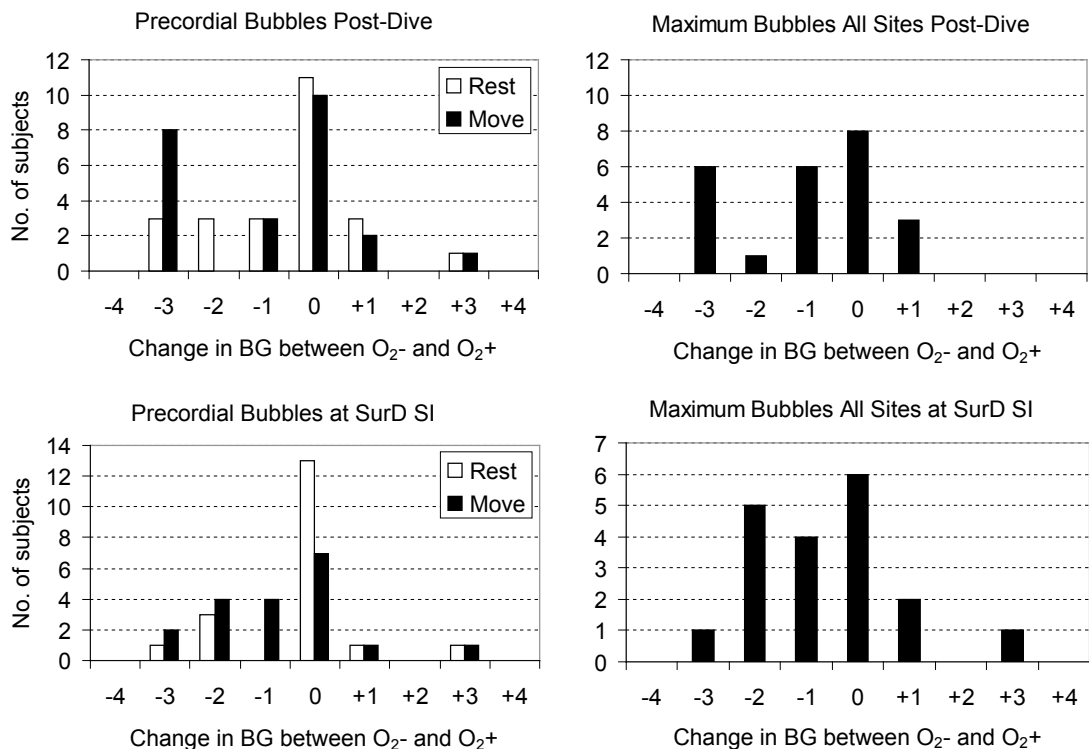 Precordial Bubbles Post-Dive
No. of subjects
12
10
8
6
4
2
0
Rest
Move
-4 -3 -2 -1 0 +1 +2 +3 +4
Change in BG between O₂- and O₂+
Maximum Bubbles All Sites Post-Dive
12
10
8
6
4
2
0
-4 -3 -2 -1 0 +1 +2 +3 +4
Change in BG between O₂- and O₂+
Precordial Bubbles at SurD SI
No. of subjects
14
12
10
8
6
4
2
0
Rest
Move
-4 -3 -2 -1 0 +1 +2 +3 +4
Change in BG between O₂- and O₂+
Maximum Bubbles All Sites at SurD SI
7
6
5
4
3
2
1
0
-4 -3 -2 -1 0 +1 +2 +3 +4
Change in BG between O₂- and O₂+